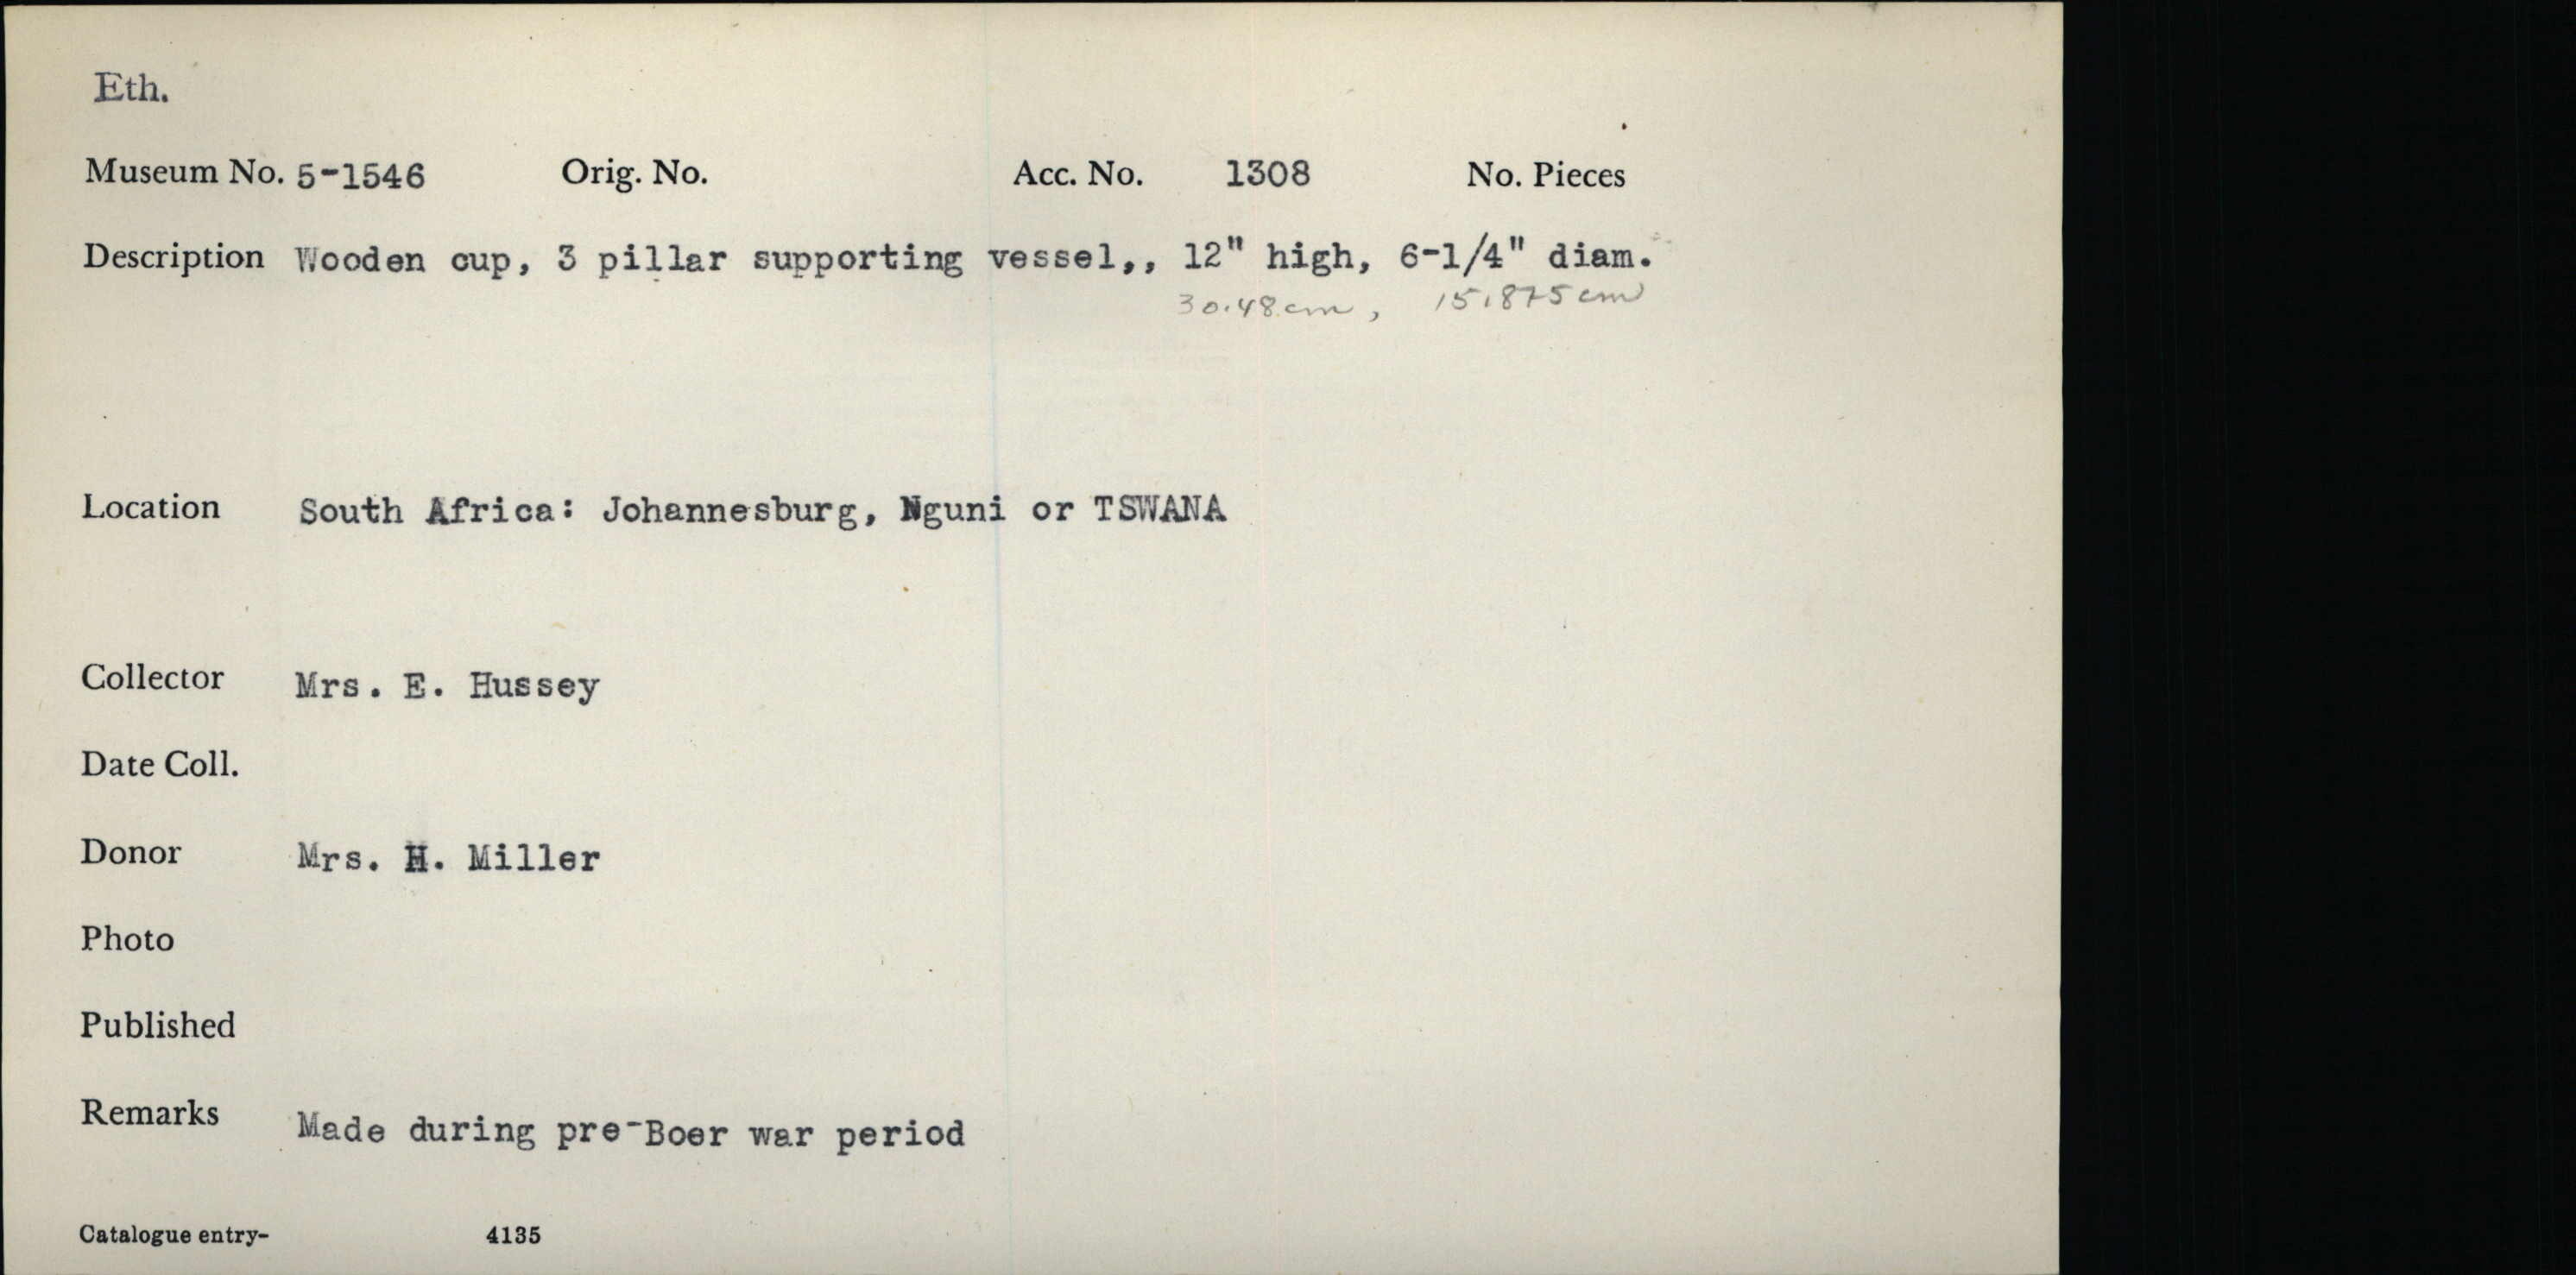 Eth.
Museum No. 5-1546 Orig. No. Acc. No. 1308 No. Pieces
Description Wooden cup, 3 pillar supporting vessel,, 12" high, 6-1/4" diam.
30.48 cm, 15.875 cm
Location South Africa: Johannesburg, Nguni or TSWANA
Collector Mrs. E. Hussey
Date Coll.
Donor Mrs. H. Miller
Photo
Published
Remarks Made during pre-Boer war period
Catalogue entry- 4135